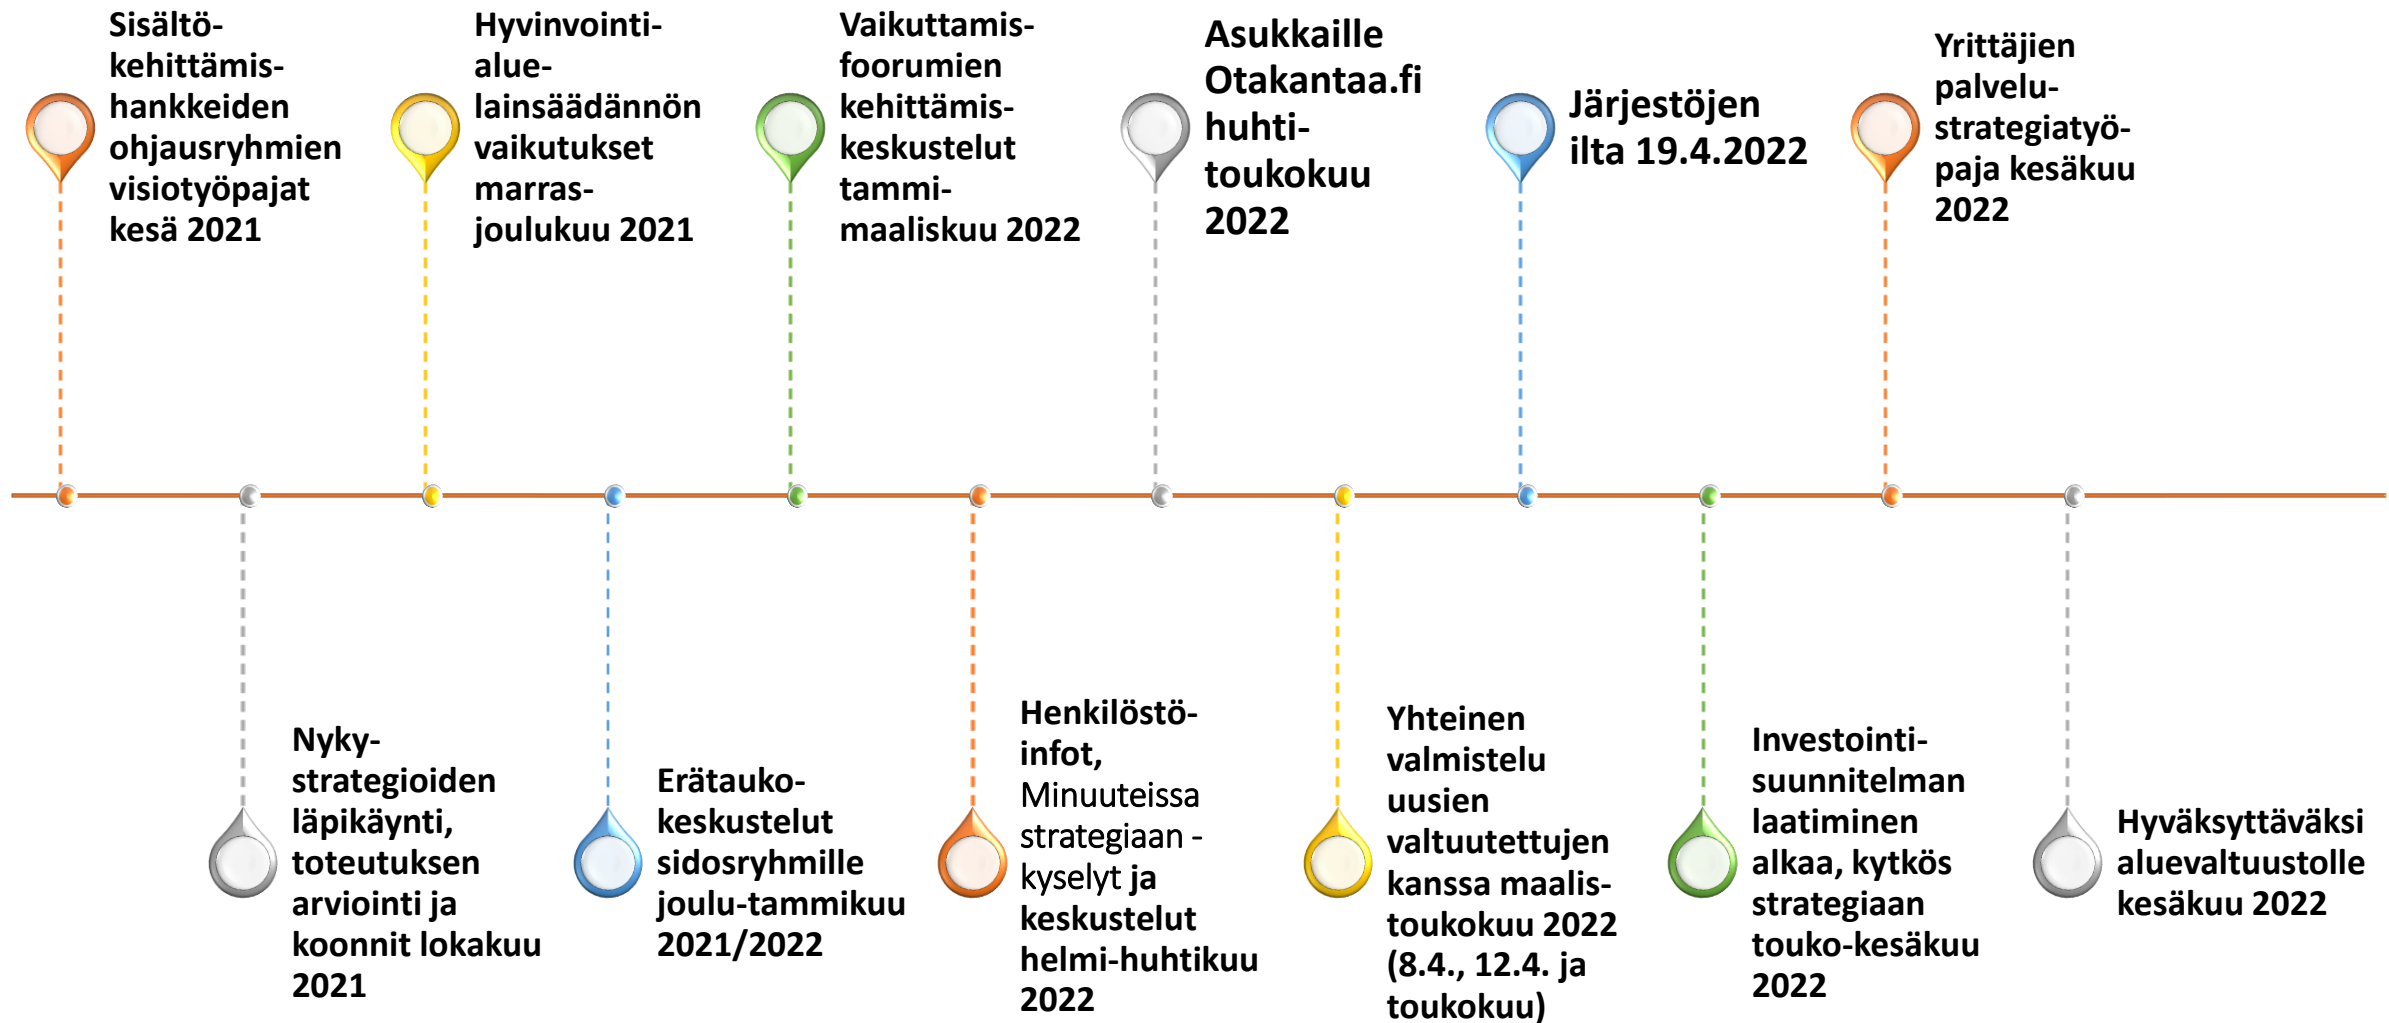 Sisältö-
kehittämis-
hankkeiden
ohjausryhmien
visiotyöpajat
kesä 2021
Hyvinvointi-
alue-
lainsäädännön
vaikutukset
marras-
joulukuu 2021
Vaikuttamis-
foorumien
kehittämis-
keskustelut
tammi-
maaliskuu 2022
Asukkaille
Otakantaa.fi
huhti-
toukokuu
2022
Järjestöjen
ilta 19.4.2022
Yrittäjien
palvelu-
strategiatyö-
paja kesäkuu
2022
Nyky-
strategioiden
läpikäynti,
toteutuksen
arviointi ja
koonnit lokakuu
2021
Erätauko-
keskustelut
sidosryhmille
joulu-tammikuu
2021/2022
Henkilöstö-
infot,
Minuuteissa
strategiaan -
kyselyt ja
keskustelut
helmi-huhtikuu
2022
Yhteinen
valmistelu
uusien
valtuutettujen
kanssa maalis-
toukokuu 2022
(8.4., 12.4. ja
toukokuu)
Investointi-
suunnitelman
laatiminen
alkaa, kytkös
strategiaan
touko-kesäkuu
2022
Hyväksyttäväksi
aluevaltuustolle
kesäkuu 2022